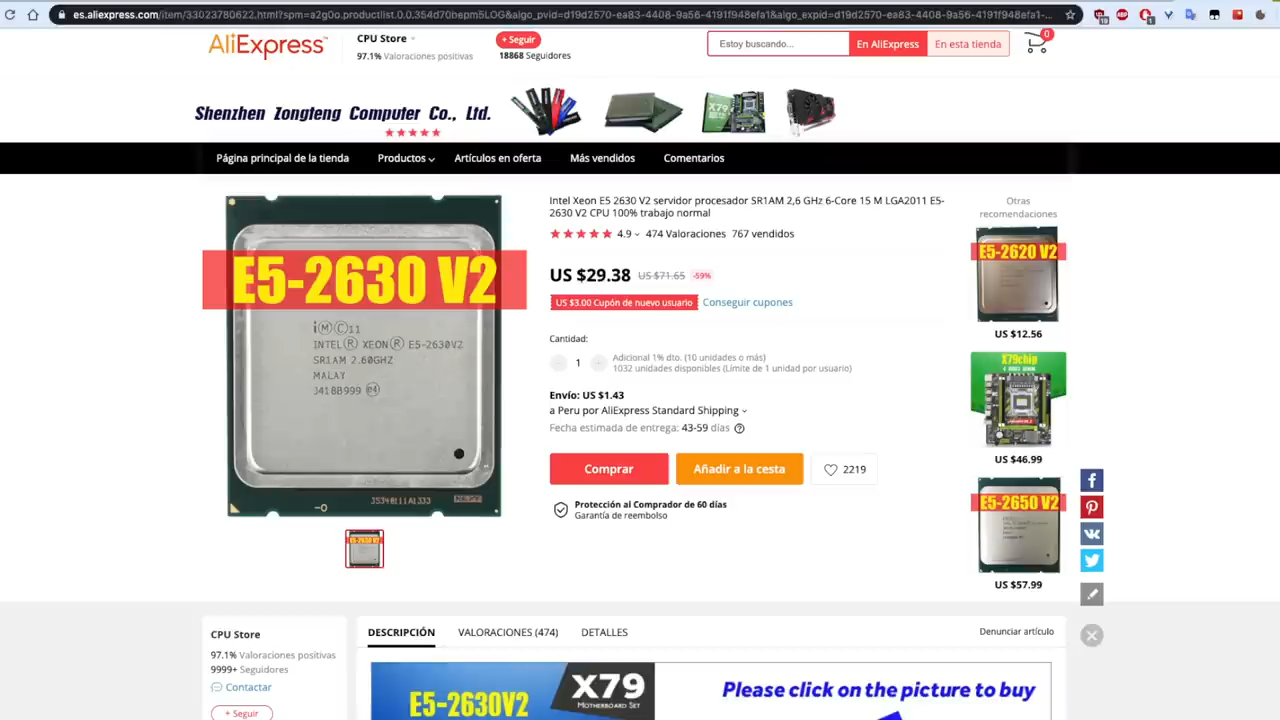 es.aliexpress.com/item/33023780622.html?spm=a2g0o.productlist.0.0.354d70hepm5LOG&algo_pvid=d19d2570-ea83-4408-9a56-4191f948efa1&algo_expid=d19d2570-ea83-4408-9a56-4191f948efa1-...
AliExpress™
CPU Store
97.1% Valoraciones positivas
+ Seguir
18868 Seguidores
Estoy buscando...
En AliExpress
En esta tienda
0
Shenzhen Zongteng Computer Co., Ltd.
X79
Página principal de la tienda
Productos
Artículos en oferta
Más vendidos
Comentarios
E5-2630 V2
i Ⓜ Ⓒ 11
INTEL® XEON® E5-2630V2
SR1AM 2.60GHZ
MALAY
J418B999 e4
J5348111A1333
Intel Xeon E5 2630 V2 servidor procesador SR1AM 2,6 GHz 6-Core 15 M LGA2011 E5-
2630 V2 CPU 100% trabajo normal
4.9 474 Valoraciones 767 vendidos
US $29.38 US $71.65 -59%
US $3.00 Cupón de nuevo usuario Conseguir cupones
Cantidad:
1
Adicional 1% dto. (10 unidades o más)
1032 unidades disponibles (Límite de 1 unidad por usuario)
Envío: US $1.43
a Peru por AliExpress Standard Shipping
Fecha estimada de entrega: 43-59 días
Comprar
Añadir a la cesta
2219
Protección al Comprador de 60 días
Garantía de reembolso
Otras
recomendaciones
E5-2620 V2
US $12.56
X79chip
US $46.99
E5-2650 V2
US $57.99
CPU Store
97.1% Valoraciones positivas
9999+ Seguidores
Contactar
+ Seguir
DESCRIPCIÓN
VALORACIONES (474)
DETALLES
Denunciar artículo
E5-2630V2
X79
MOTHERBOARD SET
Please click on the picture to buy